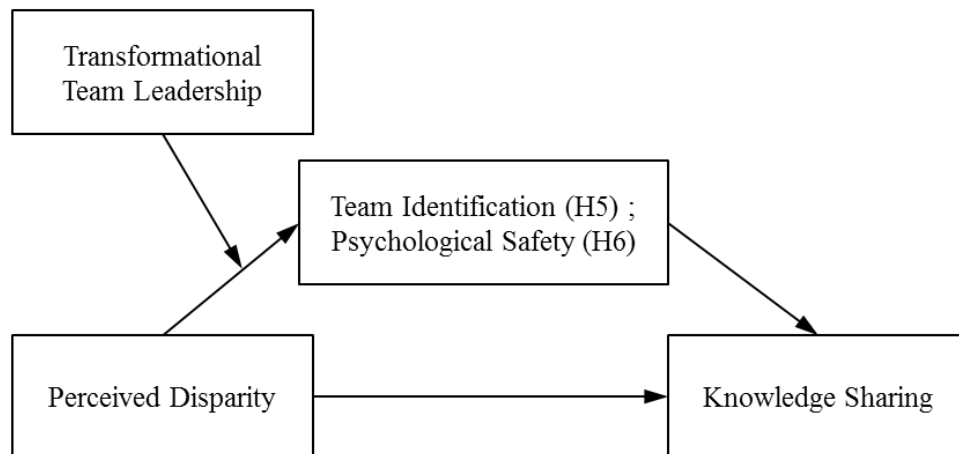 Transformational
Team Leadership
Team Identification (H5) ;
Psychological Safety (H6)
Perceived Disparity
Knowledge Sharing